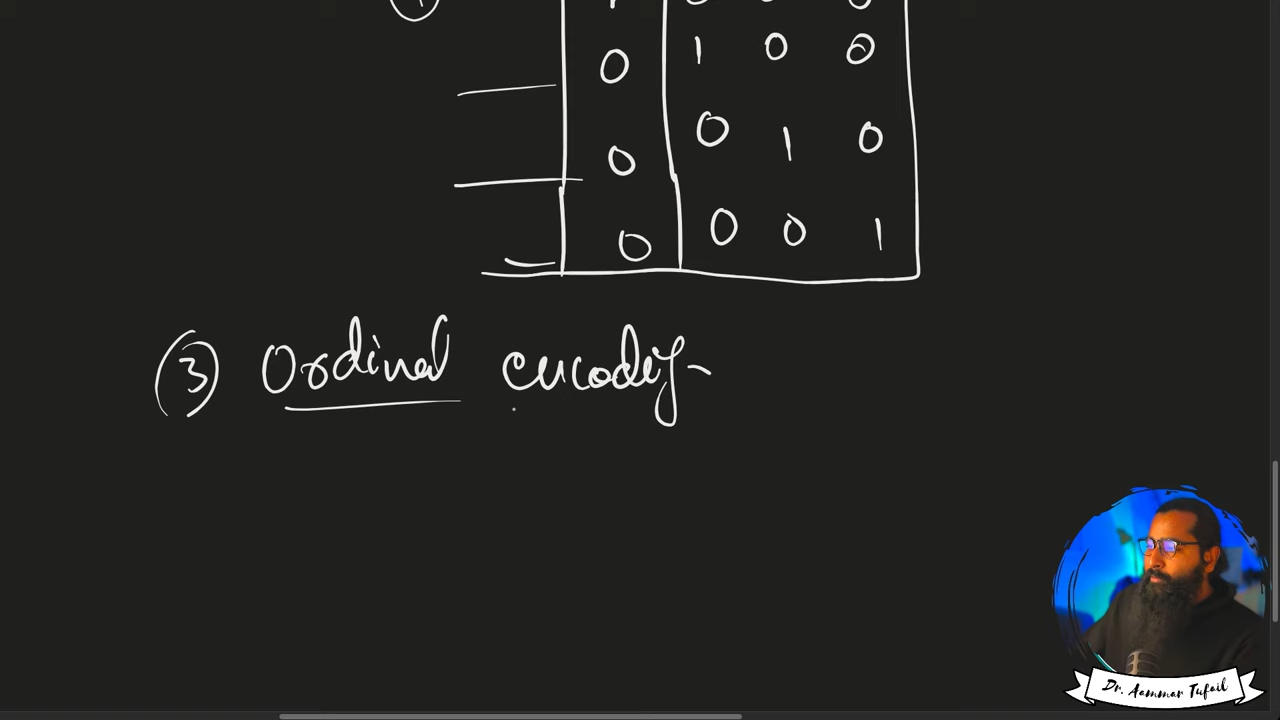 0 1 0 0
0 0 1 0
0 0 0 1
③ Ordinal encoding-
Dr. Aammar Tufail